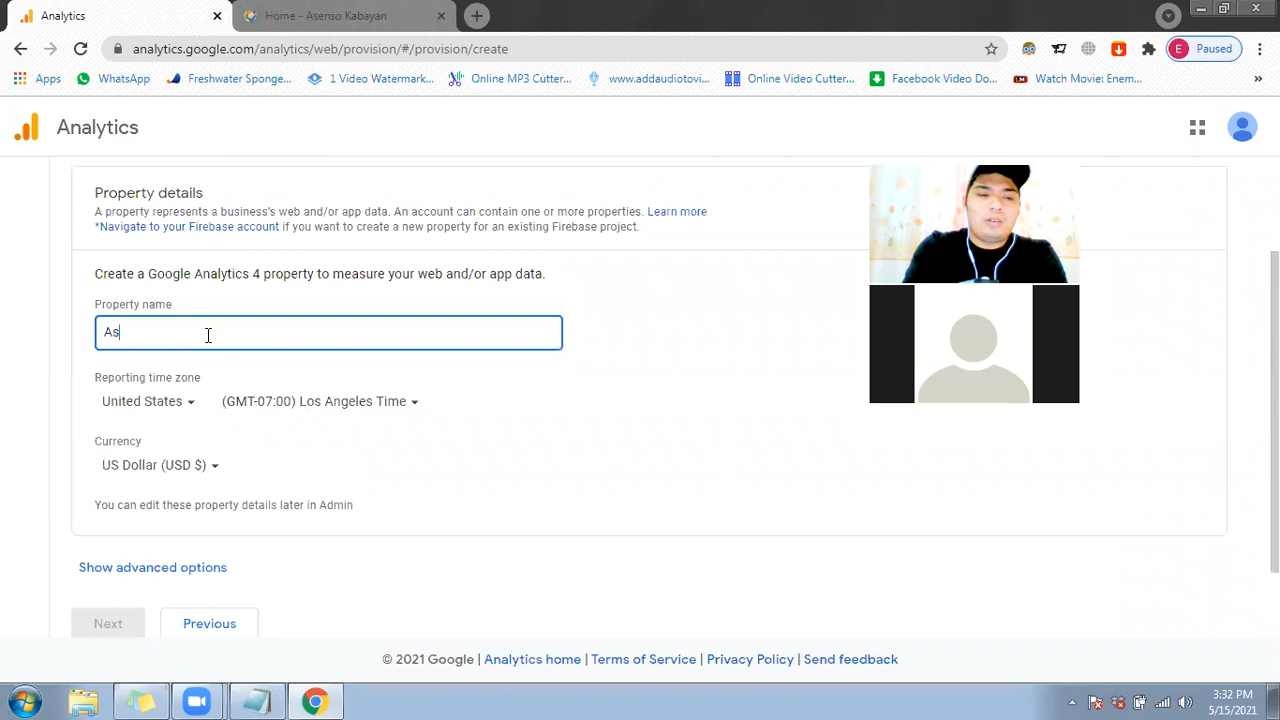 Analytics
Home - Asenso Kabayan
analytics.google.com/analytics/web/provision/#/provision/create
E Paused
Apps
WhatsApp
Freshwater Sponge...
1 Video Watermark...
Online MP3 Cutter...
www.addaudiotovi...
Online Video Cutter...
Facebook Video Do...
Watch Movie: Enem...
»
Analytics
Property details
A property represents a business's web and/or app data. An account can contain one or more properties. Learn more
*Navigate to your Firebase account if you want to create a new property for an existing Firebase project.
Create a Google Analytics 4 property to measure your web and/or app data.
Property name
As
Reporting time zone
United States (GMT-07:00) Los Angeles Time
Currency
US Dollar (USD $)
You can edit these property details later in Admin
Show advanced options
Next Previous
© 2021 Google | Analytics home | Terms of Service | Privacy Policy | Send feedback
3:32 PM
5/15/2021